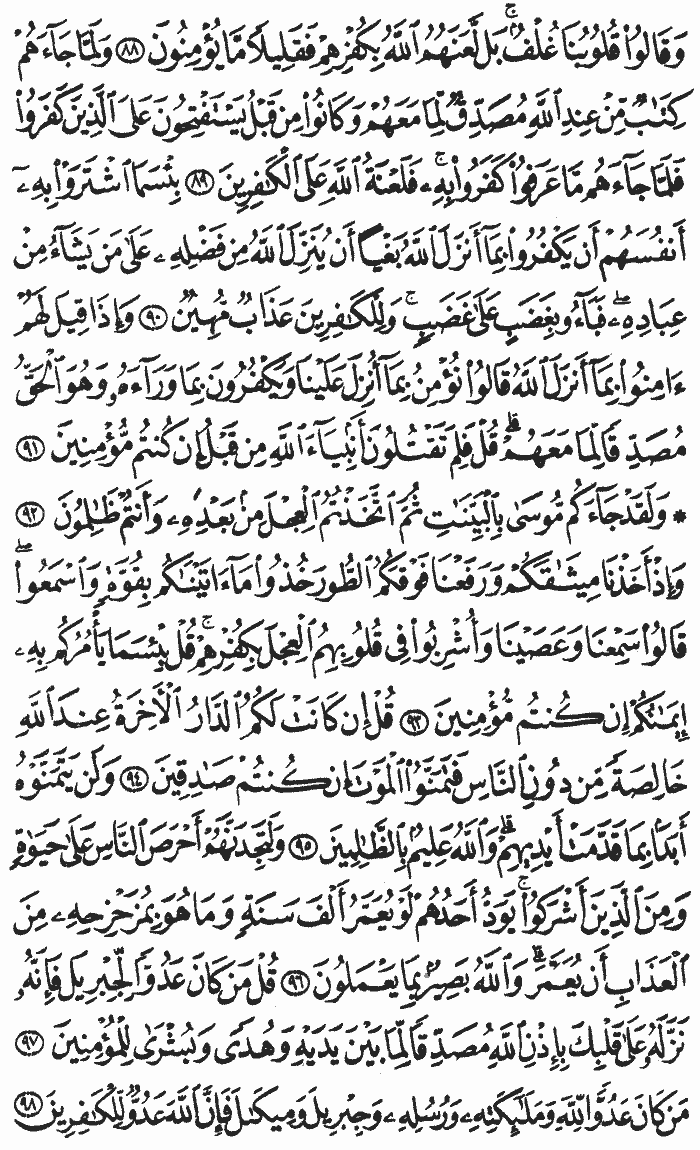 وَقَالُوا۟ قُلُوبُنَا غُلْفٌۢ ۚ بَل لَّعَنَهُمُ ٱللَّهُ بِكُفْرِهِمْ فَقَلِيلًا مَّا يُؤْمِنُونَ ﴿٨٨﴾ وَلَمَّا جَآءَهُمْ
كِتَٰبٌ مِّنْ عِندِ ٱللَّهِ مُصَدِّقٌ لِّمَا مَعَهُمْ وَكَانُوا۟ مِن قَبْلُ يَسْتَفْتِحُونَ عَلَى ٱلَّذِينَ كَفَرُوا۟
فَلَمَّا جَآءَهُم مَّا عَرَفُوا۟ كَفَرُوا۟ بِهِۦ ۚ فَلَعْنَةُ ٱللَّهِ عَلَى ٱلْكَٰفِرِينَ ﴿٨٩﴾ بِئْسَمَا ٱشْتَرَوْا۟ بِهِۦٓ
أَنفُسَهُمْ أَن يَكْفُرُوا۟ بِمَآ أَنزَلَ ٱللَّهُ بَغْيًا أَن يُنَزِّلَ ٱللَّهُ مِن فَضْلِهِۦ عَلَىٰ مَن يَشَآءُ مِنْ
عِبَادِهِۦ ۖ فَبَآءُو بِغَضَبٍ عَلَىٰ غَضَبٍ ۚ وَلِلْكَٰفِرِينَ عَذَابٌ مُّهِينٌ ﴿٩٠﴾ وَإِذَا قِيلَ لَهُمْ
ءَامِنُوا۟ بِمَآ أَنزَلَ ٱللَّهُ قَالُوا۟ نُؤْمِنُ بِمَآ أُنزِلَ عَلَيْنَا وَيَكْفُرُونَ بِمَا وَرَآءَهُۥ وَهُوَ ٱلْحَقُّ
مُصَدِّقًا لِّمَا مَعَهُمْ ۗ قُلْ فَلِمَ تَقْتُلُونَ أَنۢبِيَآءَ ٱللَّهِ مِن قَبْلُ إِن كُنتُم مُّؤْمِنِينَ ﴿٩١﴾
* وَلَقَدْ جَآءَكُم مُّوسَىٰ بِٱلْبَيِّنَٰتِ ثُمَّ ٱتَّخَذْتُمُ ٱلْعِجْلَ مِنۢ بَعْدِهِۦ وَأَنتُمْ ظَٰلِمُونَ ﴿٩٢﴾
وَإِذْ أَخَذْنَا مِيثَٰقَكُمْ وَرَفَعْنَا فَوْقَكُمُ ٱلطُّورَ خُذُوا۟ مَآ ءَاتَيْنَٰكُم بِقُوَّةٍ وَٱسْمَعُوا۟ ۖ
قَالُوا۟ سَمِعْنَا وَعَصَيْنَا وَأُشْرِبُوا۟ فِى قُلُوبِهِمُ ٱلْعِجْلَ بِكُفْرِهِمْ ۚ قُلْ بِئْسَمَا يَأْمُرُكُم بِهِۦٓ
إِيمَٰنُكُمْ إِن كُنتُم مُّؤْمِنِينَ ﴿٩٣﴾ قُلْ إِن كَانَتْ لَكُمُ ٱلدَّارُ ٱلْأَخِرَةُ عِندَ ٱللَّهِ
خَالِصَةً مِّن دُونِ ٱلنَّاسِ فَتَمَنَّوُا۟ ٱلْمَوْتَ إِن كُنتُمْ صَٰدِقِينَ ﴿٩٤﴾ وَلَن يَتَمَنَّوْهُ
أَبَدًۢا بِمَا قَدَّمَتْ أَيْدِيهِمْ ۗ وَٱللَّهُ عَلِيمٌۢ بِٱلظَّٰلِمِينَ ﴿٩٥﴾ وَلَتَجِدَنَّهُمْ أَحْرَصَ ٱلنَّاسِ عَلَىٰ حَيَوٰةٍ
وَمِنَ ٱلَّذِينَ أَشْرَكُوا۟ ۚ يَوَدُّ أَحَدُهُمْ لَوْ يُعَمَّرُ أَلْفَ سَنَةٍ وَمَا هُوَ بِمُزَحْزِحِهِۦ مِنَ
ٱلْعَذَابِ أَن يُعَمَّرَ ۗ وَٱللَّهُ بَصِيرٌۢ بِمَا يَعْمَلُونَ ﴿٩٦﴾ قُلْ مَن كَانَ عَدُوًّا لِّجِبْرِيلَ فَإِنَّهُۥ
نَزَّلَهُۥ عَلَىٰ قَلْبِكَ بِإِذْنِ ٱللَّهِ مُصَدِّقًا لِّمَا بَيْنَ يَدَيْهِ وَهُدًى وَبُشْرَىٰ لِلْمُؤْمِنِينَ ﴿٩٧﴾
مَن كَانَ عَدُوًّا لِّلَّهِ وَمَلَٰٓئِكَتِهِۦ وَرُسُلِهِۦ وَجِبْرِيلَ وَمِيكَىٰلَ فَإِنَّ ٱللَّهَ عَدُوٌّ لِّلْكَٰفِرِينَ ﴿٩٨﴾